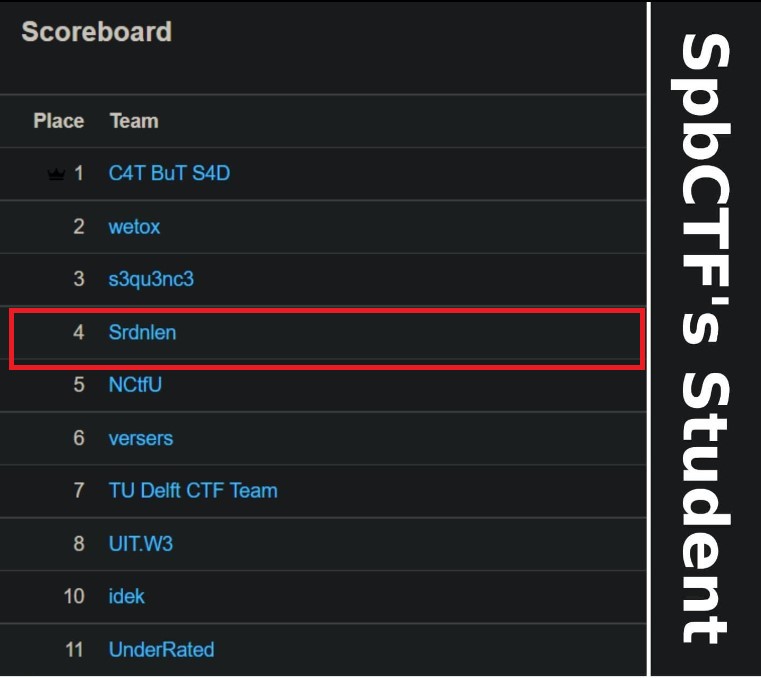 Scoreboard
Place Team
1 C4T BuT S4D
2 wetox
3 s3qu3nc3
4 Srdnlen
5 NCtfU
6 versers
7 TU Delft CTF Team
8 UIT.W3
10 idek
11 UnderRated
SpbCTF's Student